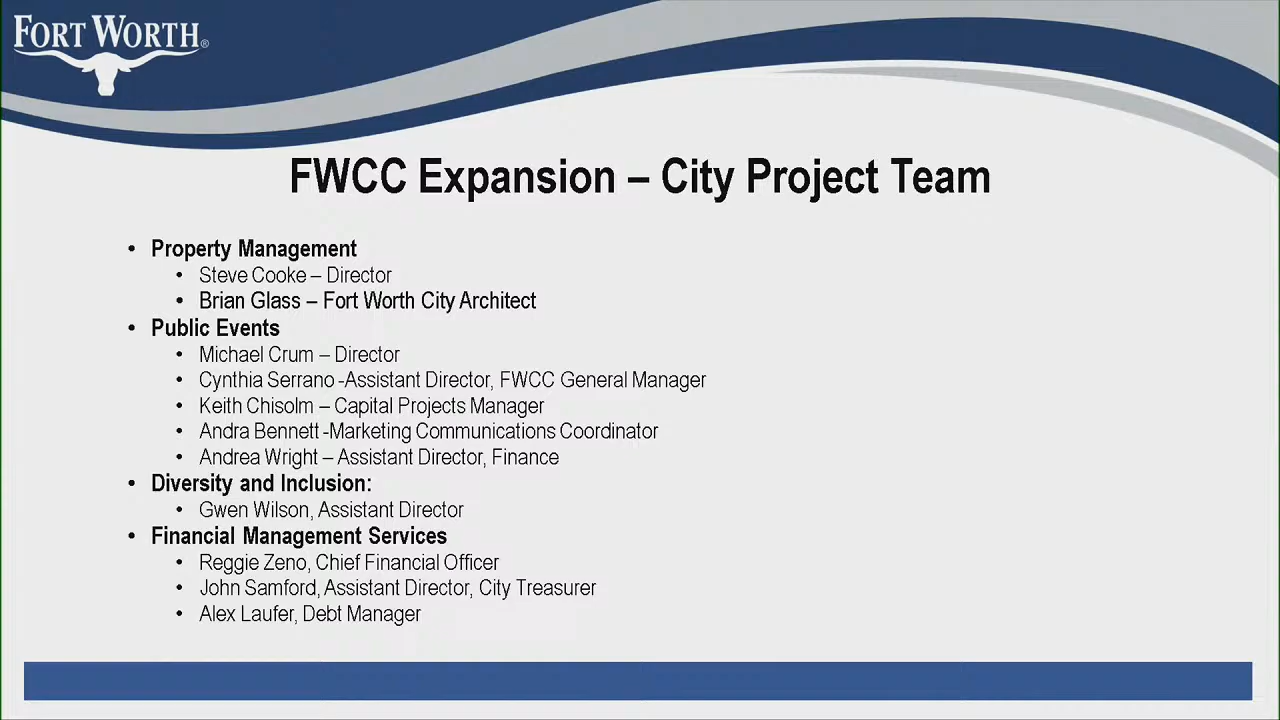 FORT WORTH®
FWCC Expansion – City Project Team
• Property Management
• Steve Cooke – Director
• Brian Glass – Fort Worth City Architect
• Public Events
• Michael Crum – Director
• Cynthia Serrano -Assistant Director, FWCC General Manager
• Keith Chisolm – Capital Projects Manager
• Andra Bennett -Marketing Communications Coordinator
• Andrea Wright – Assistant Director, Finance
• Diversity and Inclusion:
• Gwen Wilson, Assistant Director
• Financial Management Services
• Reggie Zeno, Chief Financial Officer
• John Samford, Assistant Director, City Treasurer
• Alex Laufer, Debt Manager